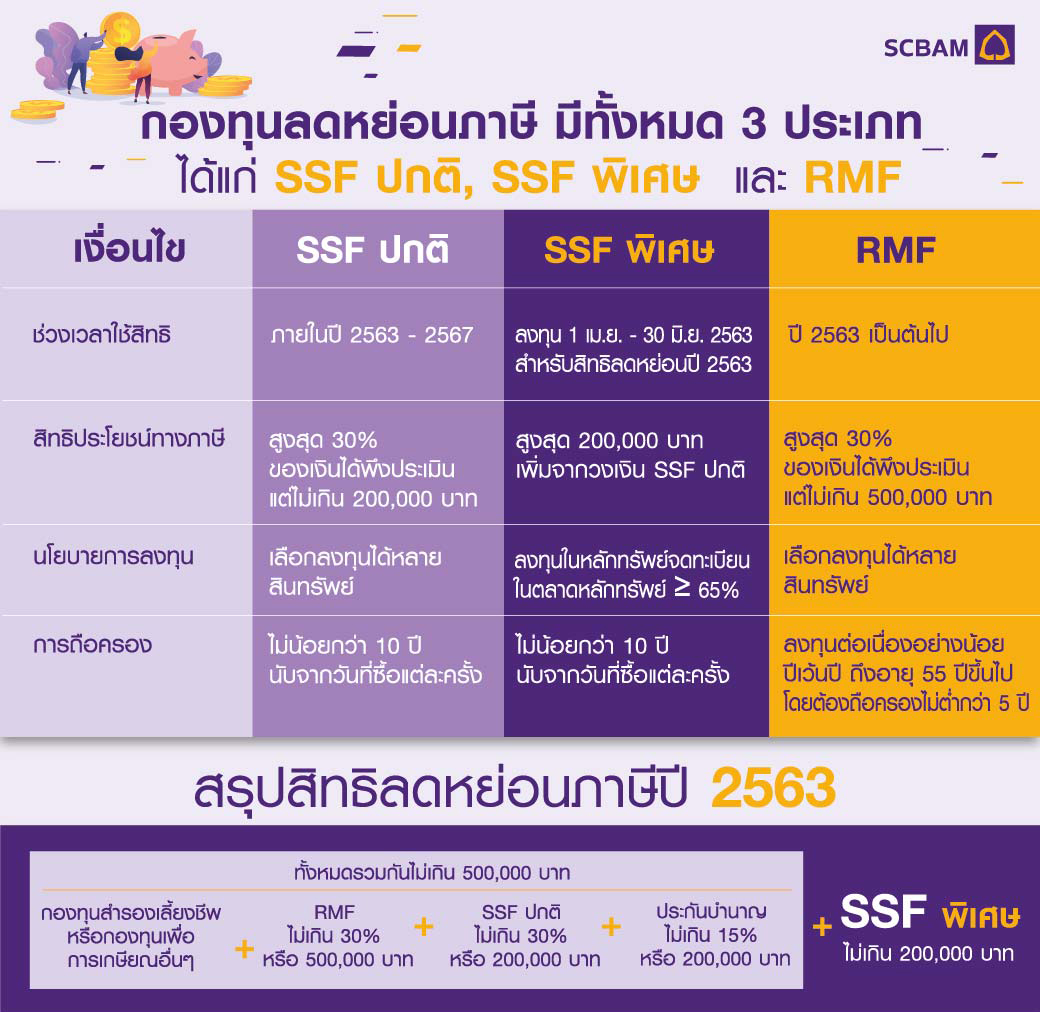 SCBAM
กองทุนลดหย่อนภาษี มีทั้งหมด 3 ประเภท
ได้แก่ SSF ปกติ, SSF พิเศษ และ RMF
เงื่อนไข
SSF ปกติ
SSF พิเศษ
RMF
ช่วงเวลาใช้สิทธิ
ภายในปี 2563 - 2567
ลงทุน 1 เม.ย. - 30 มิ.ย. 2563
สำหรับสิทธิลดหย่อนปี 2563
ปี 2563 เป็นต้นไป
สิทธิประโยชน์ทางภาษี
สูงสุด 30%
ของเงินได้พึงประเมิน
แต่ไม่เกิน 200,000 บาท
สูงสุด 200,000 บาท
เพิ่มจากวงเงิน SSF ปกติ
สูงสุด 30%
ของเงินได้พึงประเมิน
แต่ไม่เกิน 500,000 บาท
นโยบายการลงทุน
เลือกลงทุนได้หลาย
สินทรัพย์
ลงทุนในหลักทรัพย์จดทะเบียน
ในตลาดหลักทรัพย์ ≥ 65%
เลือกลงทุนได้หลาย
สินทรัพย์
การถือครอง
ไม่น้อยกว่า 10 ปี
นับจากวันที่ซื้อแต่ละครั้ง
ไม่น้อยกว่า 10 ปี
นับจากวันที่ซื้อแต่ละครั้ง
ลงทุนต่อเนื่องอย่างน้อย
ปีเว้นปี ถึงอายุ 55 ปีขึ้นไป
โดยต้องถือครองไม่ต่ำกว่า 5 ปี
สรุปสิทธิลดหย่อนภาษีปี 2563
ทั้งหมดรวมกันไม่เกิน 500,000 บาท
กองทุนสำรองเลี้ยงชีพ
หรือกองทุนเพื่อ
การเกษียณอื่นๆ
+
RMF
ไม่เกิน 30%
หรือ 500,000 บาท
+
SSF ปกติ
ไม่เกิน 30%
หรือ 200,000 บาท
+
ประกันบำนาญ
ไม่เกิน 15%
หรือ 200,000 บาท
+
SSF พิเศษ
ไม่เกิน 200,000 บาท